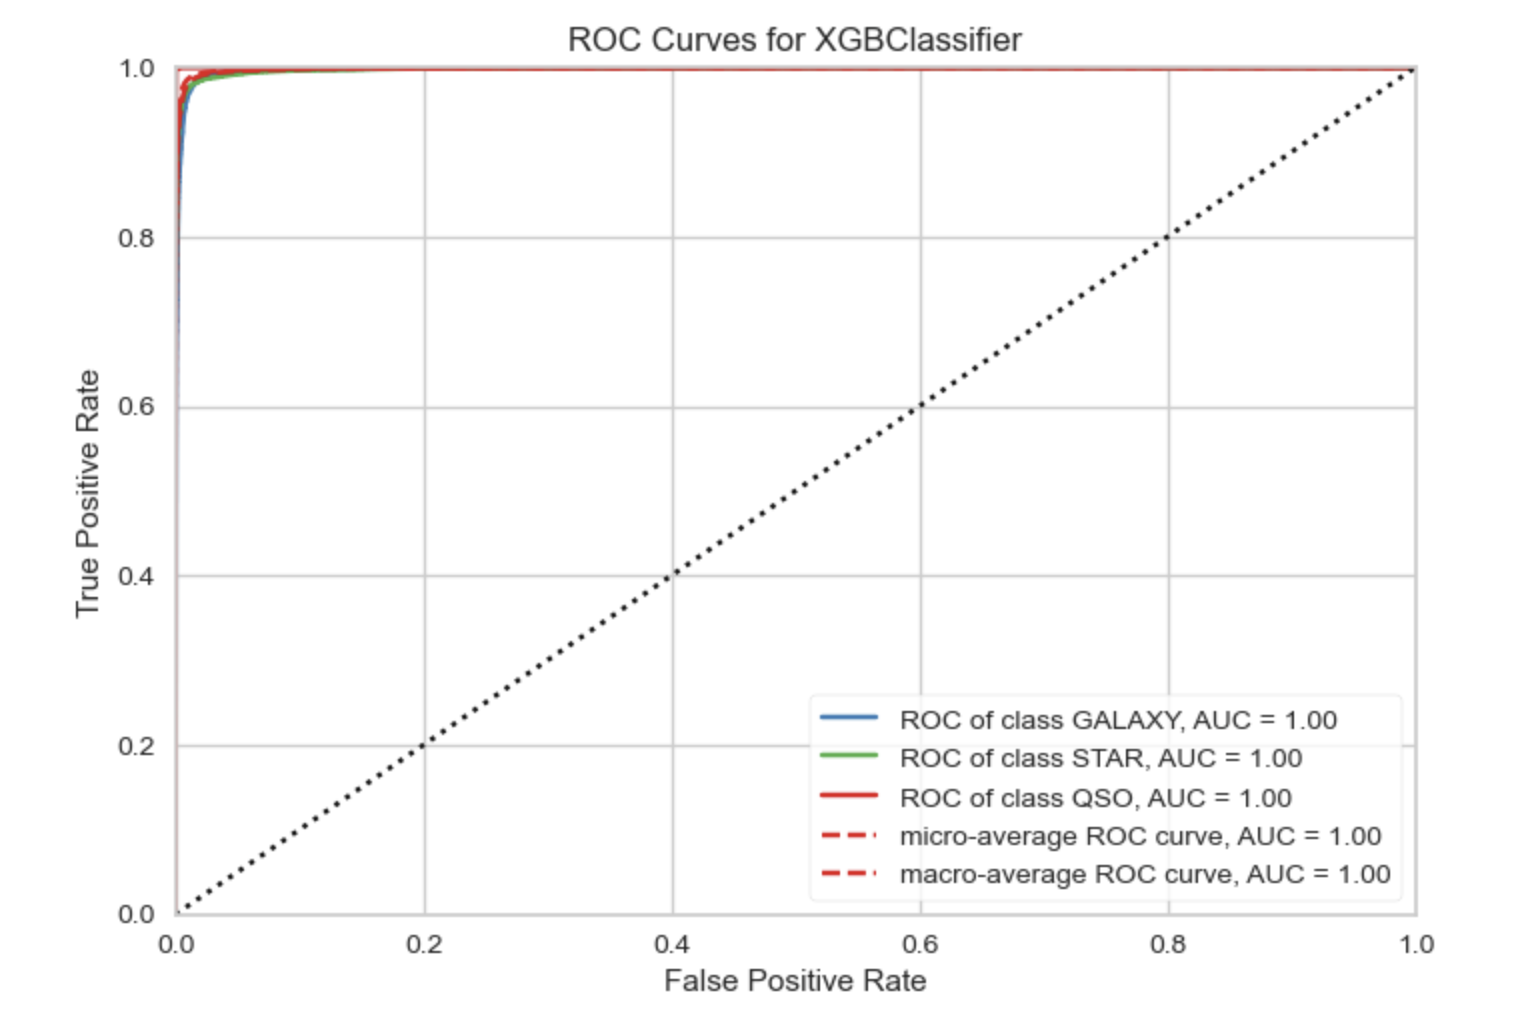 ROC Curves for XGBClassifier
1.0
0.8
0.6
0.4
0.2
0.0
True Positive Rate
ROC of class GALAXY, AUC = 1.00
ROC of class STAR, AUC = 1.00
ROC of class QSO, AUC = 1.00
micro-average ROC curve, AUC = 1.00
macro-average ROC curve, AUC = 1.00
0.0 0.2 0.4 0.6 0.8 1.0
False Positive Rate